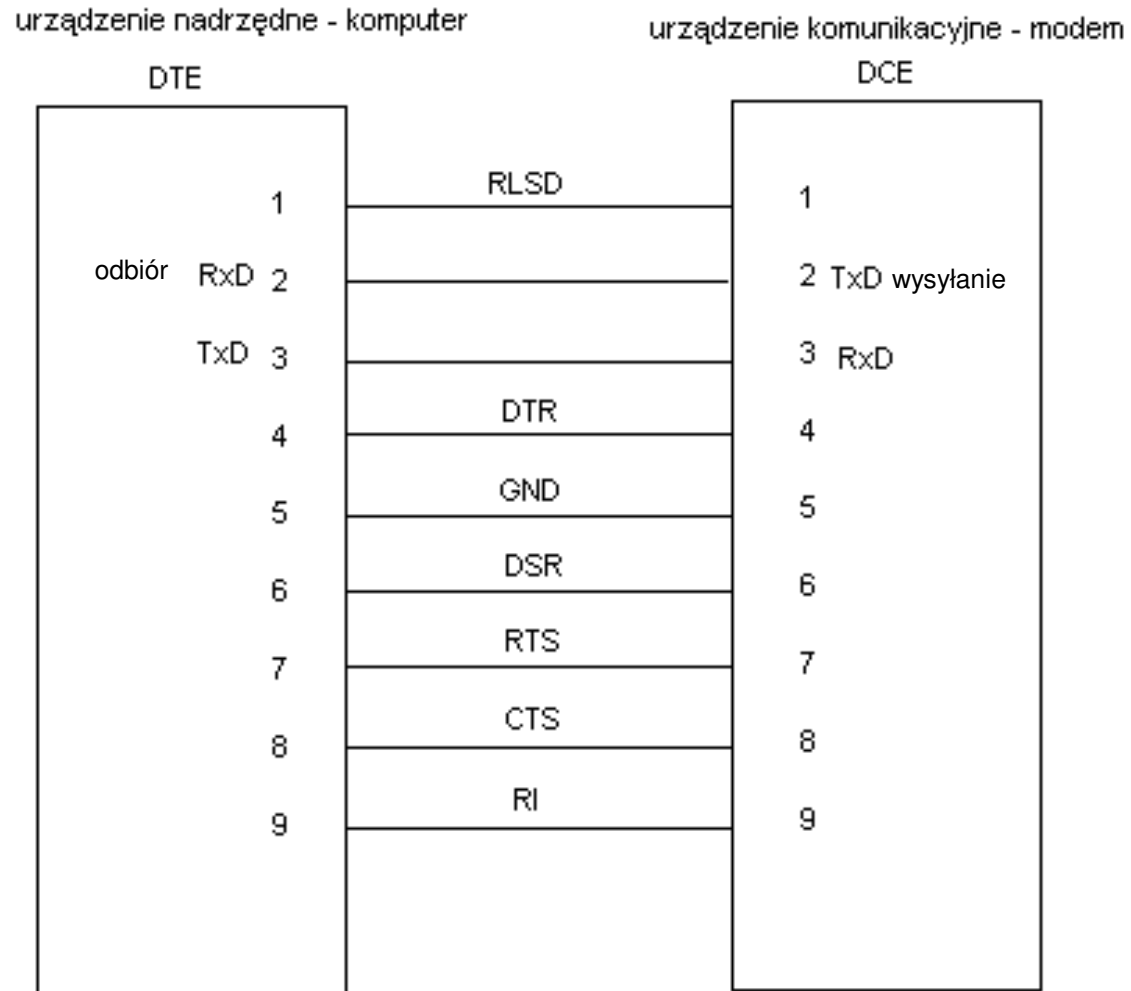 urządzenie nadrzędne - komputer
urządzenie komunikacyjne - modem
DTE
DCE
1 RLSD 1
odbiór RxD 2 2 TxD wysyłanie
TxD 3 3 RxD
4 DTR 4
5 GND 5
6 DSR 6
7 RTS 7
8 CTS 8
9 RI 9